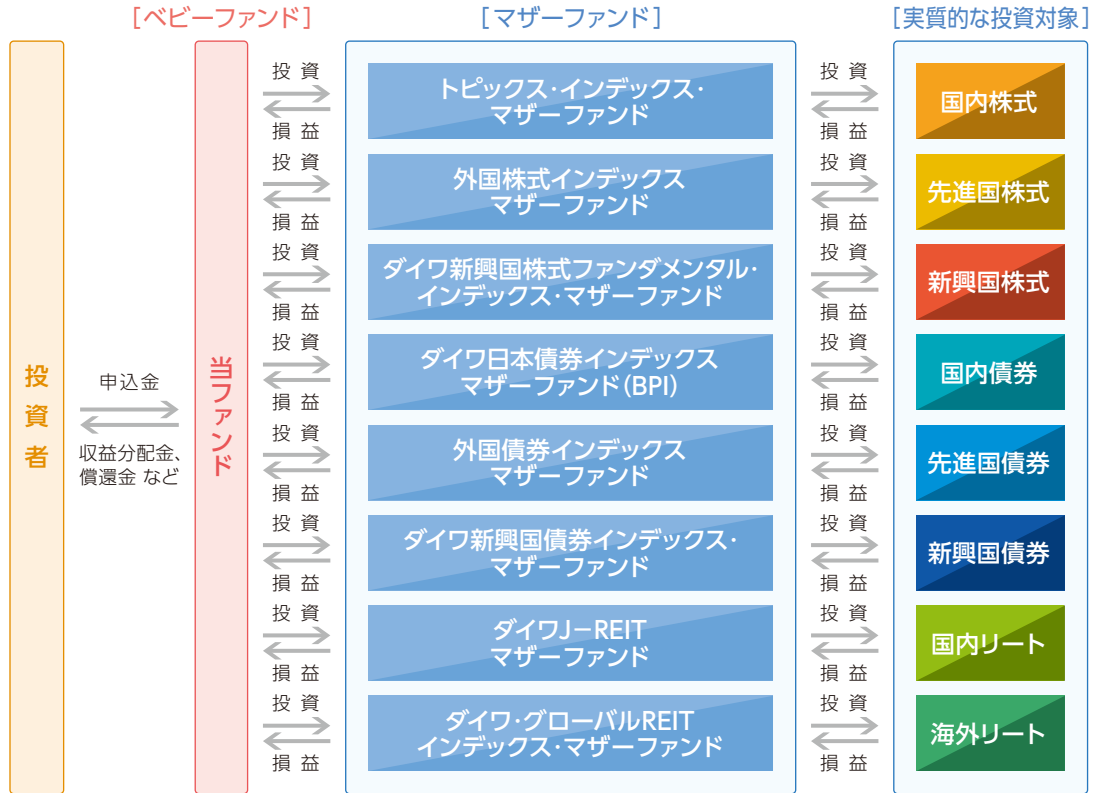 [ベビーファンド]
[マザーファンド]
[実質的な投資対象]
投資者
申込金
収益分配金、
償還金 など
当ファンド
投 資
損 益
トピックス・インデックス・
マザーファンド
投 資
損 益
国内株式
投 資
損 益
外国株式インデックス
マザーファンド
投 資
損 益
先進国株式
投 資
損 益
ダイワ新興国株式ファンダメンタル・
インデックス・マザーファンド
投 資
損 益
新興国株式
投 資
損 益
ダイワ日本債券インデックス
マザーファンド(BPI)
投 資
損 益
国内債券
投 資
損 益
外国債券インデックス
マザーファンド
投 資
損 益
先進国債券
投 資
損 益
ダイワ新興国債券インデックス・
マザーファンド
投 資
損 益
新興国債券
投 資
損 益
ダイワJ-REIT
マザーファンド
投 資
損 益
国内リート
投 資
損 益
ダイワ・グローバルREIT
インデックス・マザーファンド
投 資
損 益
海外リート